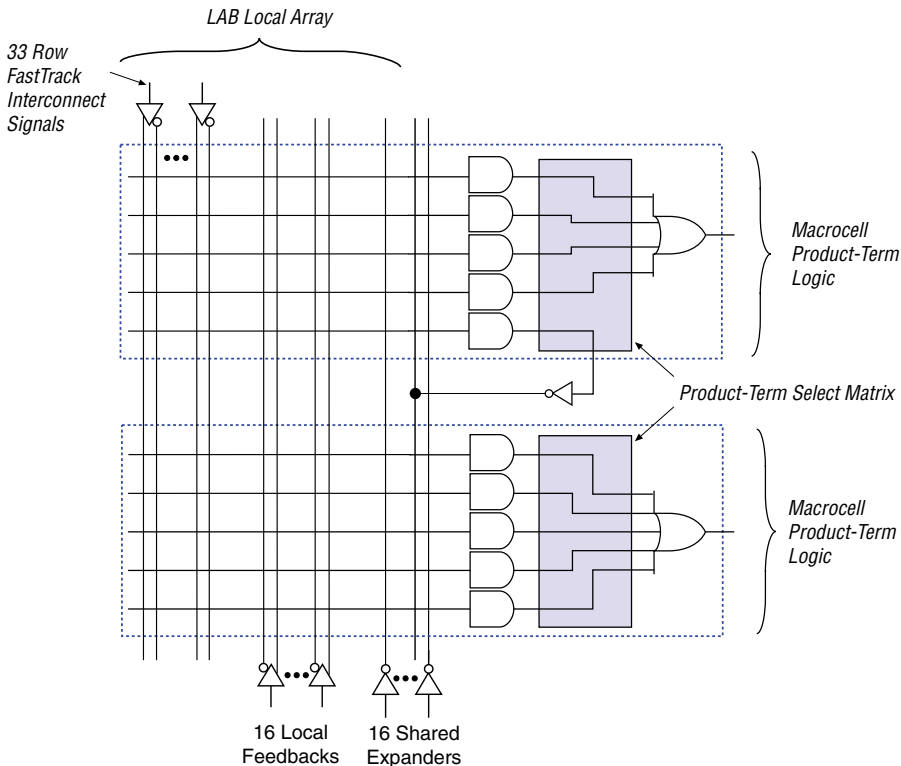 LAB Local Array
33 Row
FastTrack
Interconnect
Signals
Macrocell
Product-Term
Logic
Product-Term Select Matrix
Macrocell
Product-Term
Logic
16 Local
Feedbacks
16 Shared
Expanders